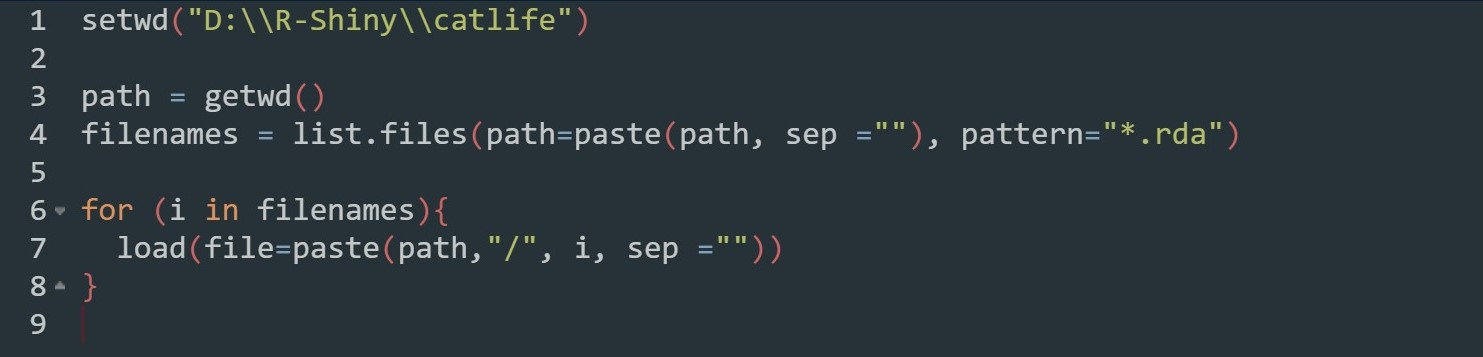 1 setwd("D:\\R-Shiny\\catlife")
2
3 path = getwd()
4 filenames = list.files(path=paste(path, sep =""), pattern="*.rda")
5
6 for (i in filenames){
7   load(file=paste(path,"/", i, sep =""))
8 }
9